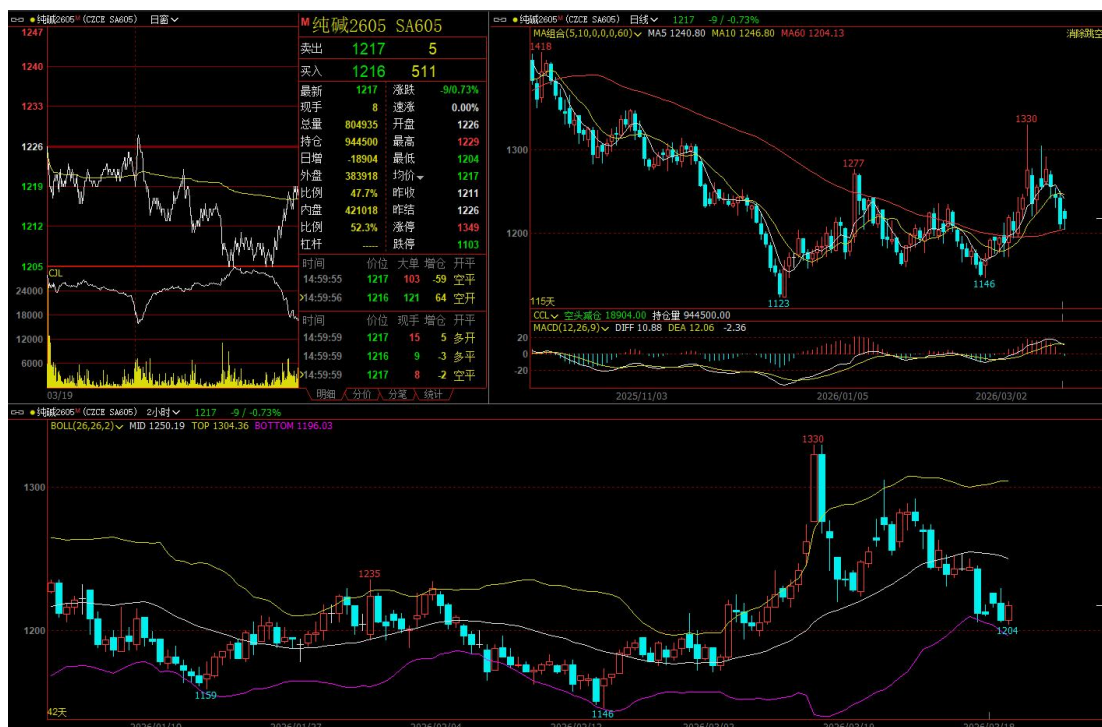 纯碱2605ᴹ (CZCE SA605) 日窗
1247
1240
1233
1226
1219
1212
1205
CJL
24000
18000
12000
6000
03/19
M 纯碱2605 SA605
卖出 1217 5
买入 1216 511
最新 1217 涨跌 -9/0.73%
现手 8 速涨 0.00%
总量 804935 开盘 1226
持仓 944500 最高 1229
日增 -18904 最低 1204
外盘 383918 均价 1217
比例 47.7% 昨收 1211
内盘 421018 昨结 1226
比例 52.3% 涨停 1349
杠杆 ----- 跌停 1103
时间 价位 大单 增仓 开平
14:59:55 1217 103 -59 空平
14:59:56 1216 121 64 空开
时间 价位 现手 增仓 开平
14:59:59 1217 15 5 多开
14:59:59 1216 9 -3 多平
14:59:59 1217 8 -2 空平
明细 分价 分笔 统计
纯碱2605ᴹ (CZCE SA605) 日线 1217 -9 / -0.73%
MA组合(5,10,0,0,0,60) MA5 1240.80 MA10 1246.80 MA60 1204.13 消除跳空
1418
1330
1300
1277
1200
1146
1123
115天
CCL 空头减仓 18904.00 持仓量 944500.00
MACD(12,26,9) DIFF 10.88 DEA 12.06 -2.36
20
0
-20
2025/11/03 2026/01/05 2026/03/02
纯碱2605ᴹ (CZCE SA605) 2小时 1217 -9 / -0.73%
BOLL(26,26,2) MID 1250.19 TOP 1304.36 BOTTOM 1196.03
1330
1300
1235
1200
1204
1159
1146
42天